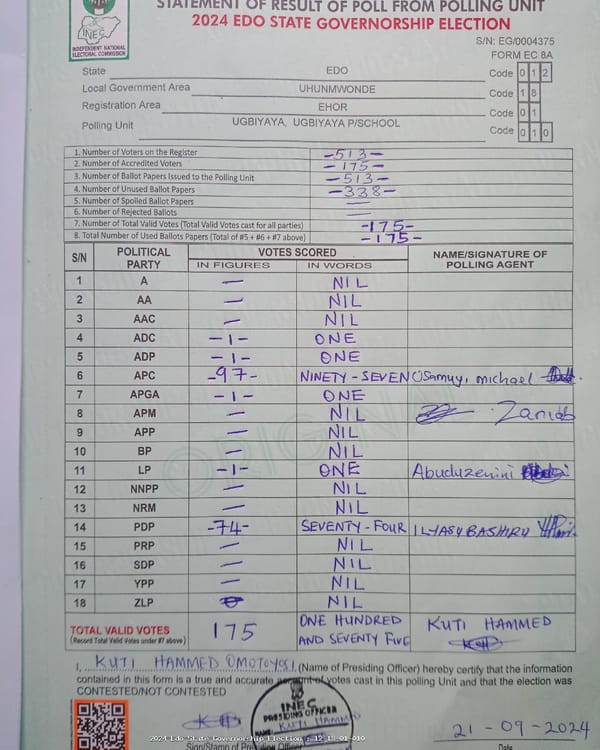 STATEMENT OF RESULT OF POLL FROM POLLING UNIT
2024 EDO STATE GOVERNORSHIP ELECTION
INEC
INDEPENDENT NATIONAL
ELECTORAL COMMISSION
S/N: EG/0004375
FORM EC 8A
State EDO Code 0 1 2
Local Government Area UHUNMWONDE Code 1 8
Registration Area EHOR Code 0 1
Polling Unit UGBIYAYA, UGBIYAYA P/SCHOOL Code 0 1 0
1. Number of Voters on the Register -513-
2. Number of Accredited Voters -175-
3. Number of Ballot Papers Issued to the Polling Unit -513-
4. Number of Unused Ballot Papers -338-
5. Number of Spoiled Ballot Papers —
6. Number of Rejected Ballots —
7. Number of Total Valid Votes (Total Valid Votes cast for all parties) -175-
8. Total Number of Used Ballots Papers (Total of #5 + #6 + #7 above) -175-
S/N POLITICAL PARTY VOTES SCORED NAME/SIGNATURE OF POLLING AGENT
IN FIGURES IN WORDS
1 A — NIL
2 AA — NIL
3 AAC — NIL
4 ADC -1- ONE
5 ADP -1- ONE
6 APC -97- NINETY-SEVEN Osamuy, michael
7 APGA -1- ONE
8 APM — NIL Zaniab
9 APP — NIL
10 BP — NIL
11 LP -1- ONE Abuduzenini
12 NNPP — NIL
13 NRM — NIL
14 PDP -74- SEVENTY-FOUR ILYASU BASHIRU
15 PRP — NIL
16 SDP — NIL
17 YPP — NIL
18 ZLP NIL
TOTAL VALID VOTES 175 ONE HUNDRED AND SEVENTY FIVE KUTI HAMMED
(Record Total Valid Votes under #7 above)
ORIGINAL
I, KUTI HAMMED OMOTOYOSI (Name of Presiding Officer) hereby certify that the information
contained in this form is a true and accurate account of votes cast in this polling Unit and that the election was
CONTESTED/NOT CONTESTED
INEC
PRESIDING OFFICER
NAME: KUTI HAMMED
21-09-2024
2024 Edo State Governorship Election - 12-18-01-010
Sign/Stamp of Presiding Officer Date